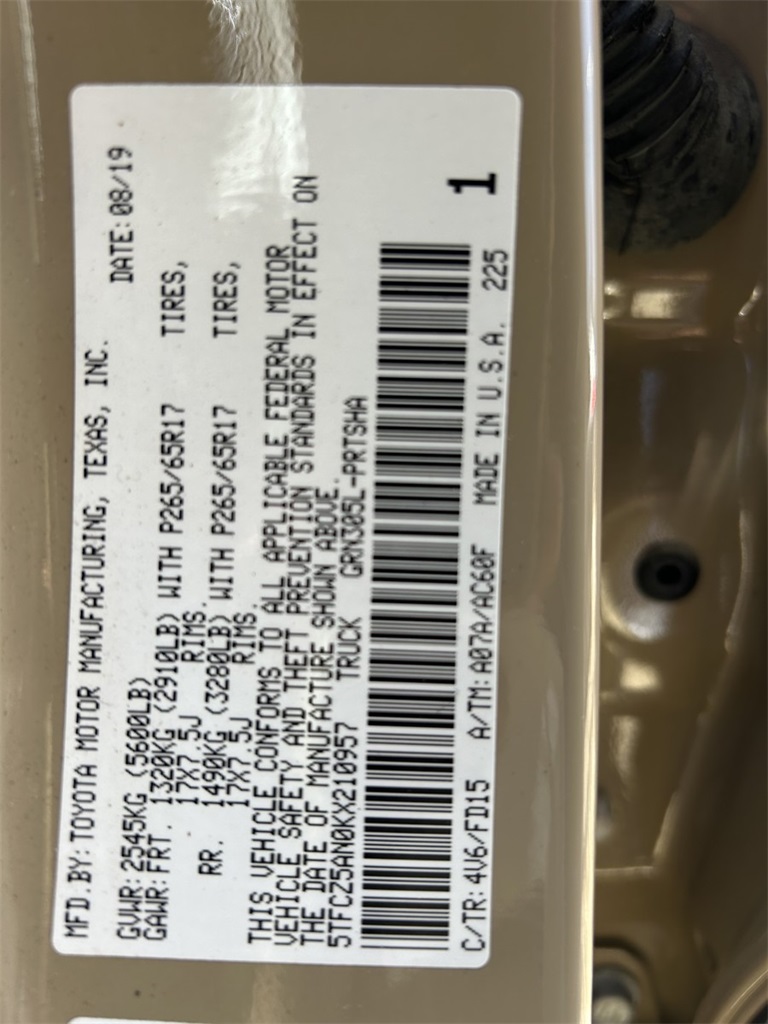 MFD.BY: TOYOTA MOTOR MANUFACTURING, TEXAS, INC.
DATE: 08/19
GVWR: 2545KG (5600LB)
GAWR: FRT. 1320KG (2910LB) WITH P265/65R17 TIRES,
17X7.5J RIMS.
RR. 1490KG (3280LB) WITH P265/65R17 TIRES,
17X7.5J RIMS.
THIS VEHICLE CONFORMS TO ALL APPLICABLE FEDERAL MOTOR
VEHICLE SAFETY AND THEFT PREVENTION STANDARDS IN EFFECT ON
THE DATE OF MANUFACTURE SHOWN ABOVE.
5TFCZ5AN0KX210957 TRUCK GRN305L-PRTSHA
1
C/TR: 4V6/FD15 A/TM: A07A/AC60F MADE IN U.S.A. 225